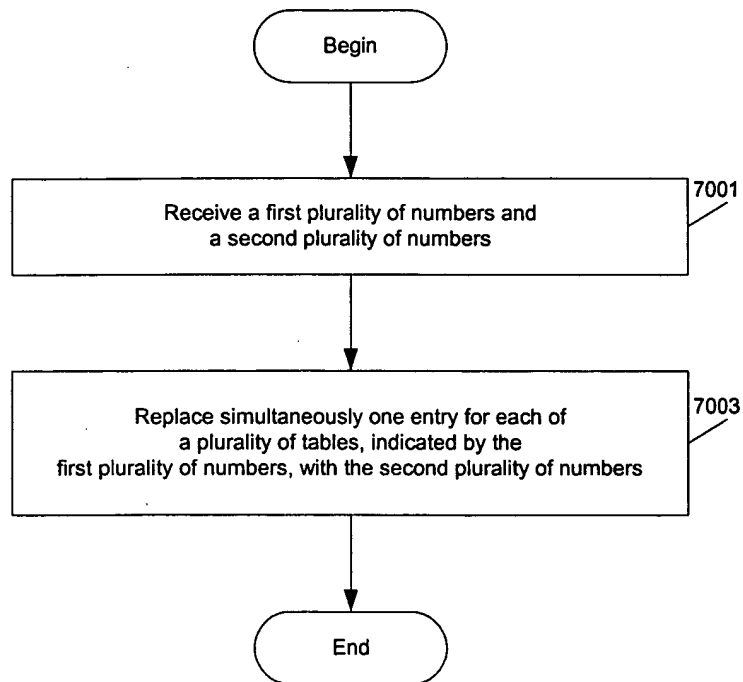 Begin
7001
Receive a first plurality of numbers and
a second plurality of numbers
7003
Replace simultaneously one entry for each of
a plurality of tables, indicated by the
first plurality of numbers, with the second plurality of numbers
End